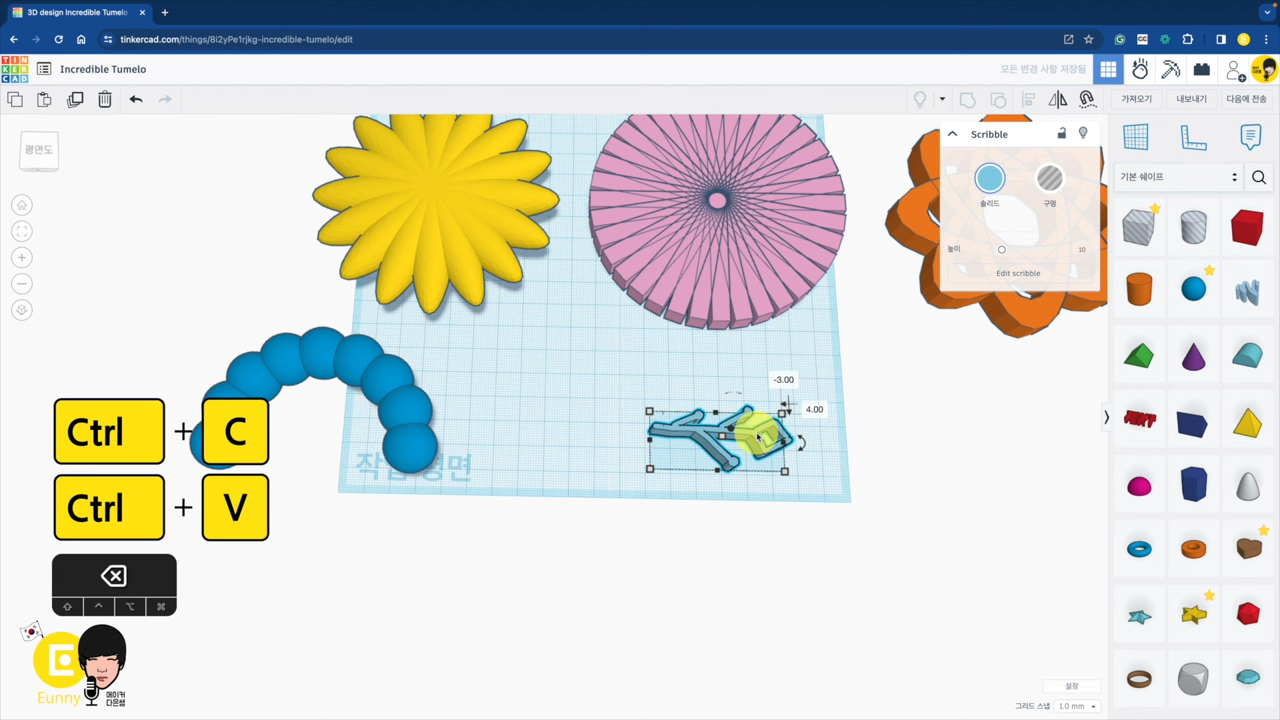 3D design Incredible Tumelo
tinkercad.com/things/8i2yPe1rjkg-incredible-tumelo/edit
TIN
KER
CAD
Incredible Tumelo
모든 변경 사항 저장됨
가져오기
내보내기
다음에 전송
평면도
Scribble
솔리드
구멍
높이
10
Edit scribble
기본 쉐이프
-3.00
4.00
작업 평면
Ctrl + C
Ctrl + V
Eunny
메이커
다은쌤
설정
그리드 스냅
1.0 mm